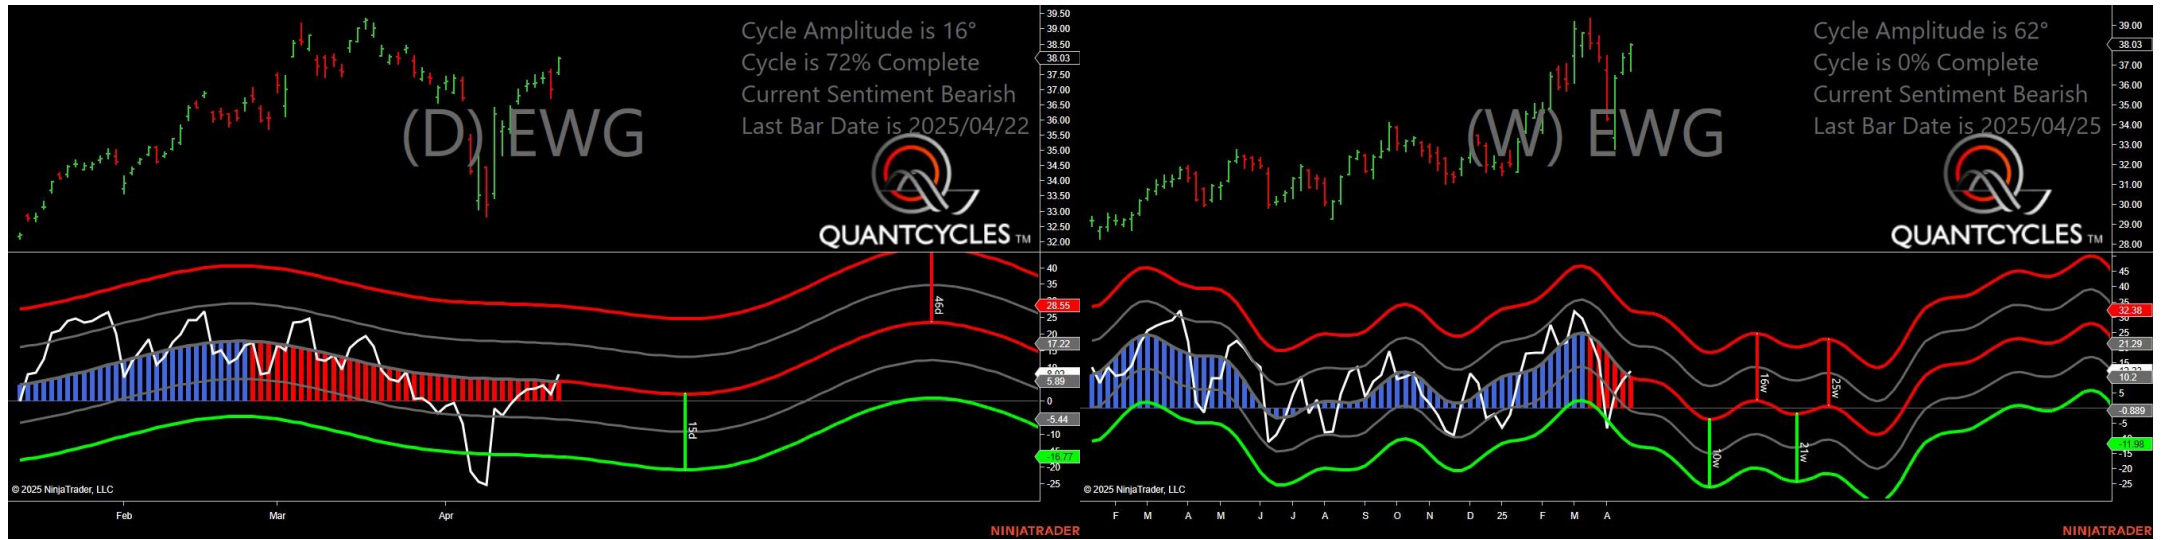 Cycle Amplitude is 16°
Cycle is 72% Complete
Current Sentiment Bearish
Last Bar Date is 2025/04/22
(D) EWG
QUANTCYCLES TM
39.50
39.00
38.50
38.03
37.50
37.00
36.50
36.00
35.50
35.00
34.50
34.00
33.50
33.00
32.50
32.00
40
35
28.55
25
20
17.22
15
5.89
0
-5.44
-10
-16.77
-20
-25
46d
15d
© 2025 NinjaTrader, LLC
Feb Mar Apr
NINJATRADER
Cycle Amplitude is 62°
Cycle is 0% Complete
Current Sentiment Bearish
Last Bar Date is 2025/04/25
(W) EWG
QUANTCYCLES TM
39.00
38.03
37.00
36.00
35.00
34.00
33.00
32.00
31.00
30.00
29.00
28.00
45
40
35
32.38
30
25
21.29
15
10.2
5
-0.889
-5
-11.98
-15
-20
-25
16w
25w
10w
21w
© 2025 NinjaTrader, LLC
F M A M J J A S O N D 25 F M A
NINJATRADER